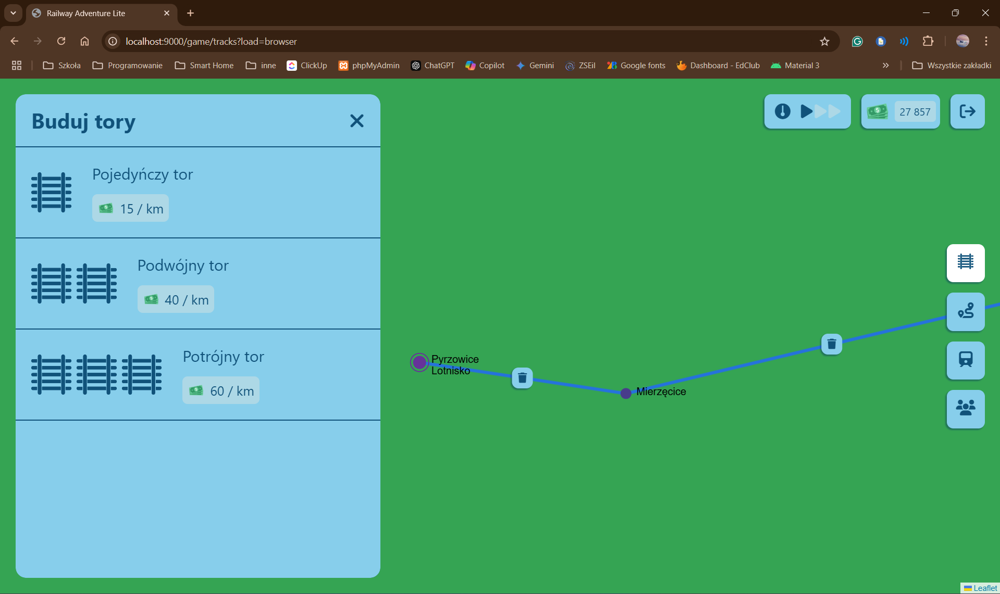 Railway Adventure Lite
localhost:9000/game/tracks?load=browser
Szkoła
Programowanie
Smart Home
inne
ClickUp
phpMyAdmin
ChatGPT
Copilot
Gemini
ZSEiI
Google fonts
Dashboard - EdClub
Material 3
Wszystkie zakładki
Buduj tory
27 857
Pojedyńczy tor
15 / km
Podwójny tor
40 / km
Potrójny tor
60 / km
Pyrzowice
Lotnisko
Mierzęcice
Leaflet